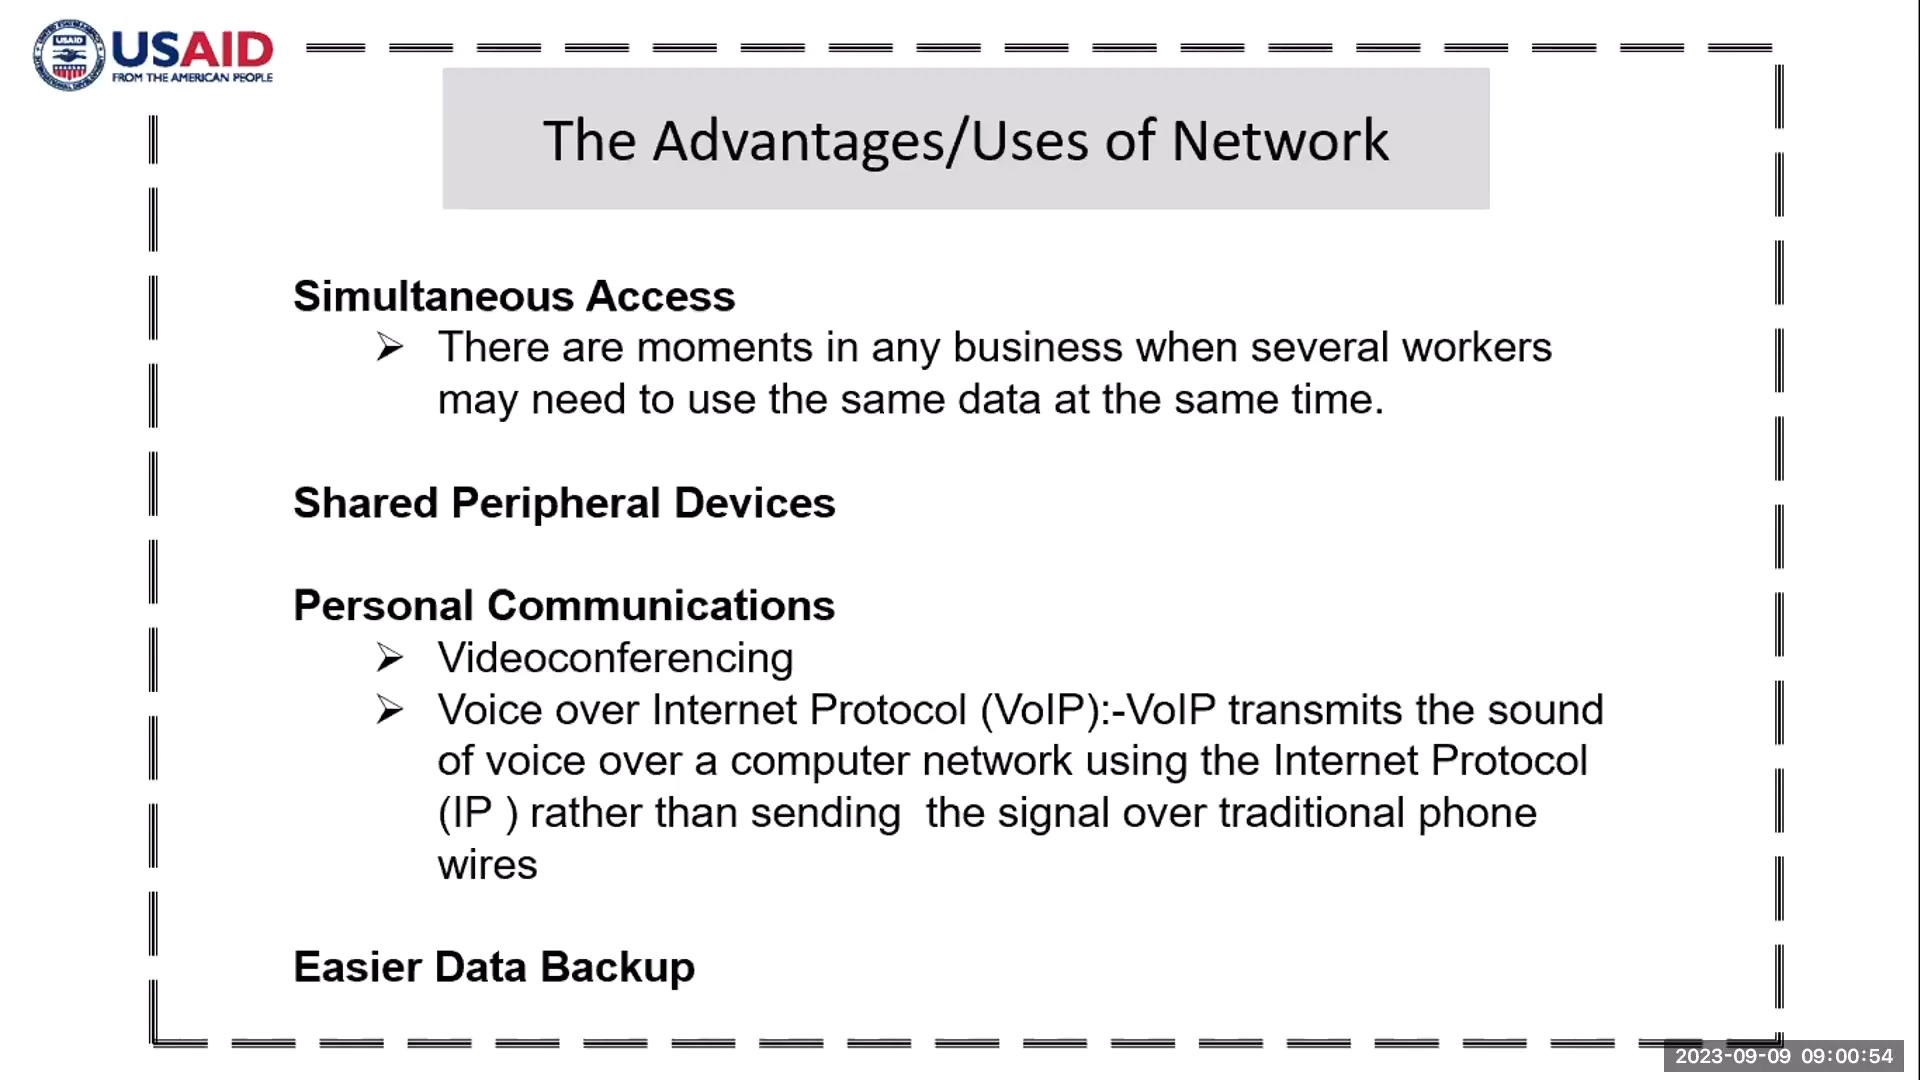 USAID
USAID
FROM THE AMERICAN PEOPLE
The Advantages/Uses of Network
Simultaneous Access
➢ There are moments in any business when several workers
may need to use the same data at the same time.
Shared Peripheral Devices
Personal Communications
➢ Videoconferencing
➢ Voice over Internet Protocol (VoIP):-VoIP transmits the sound
of voice over a computer network using the Internet Protocol
(IP ) rather than sending  the signal over traditional phone
wires
Easier Data Backup
2023-09-09 09:00:54